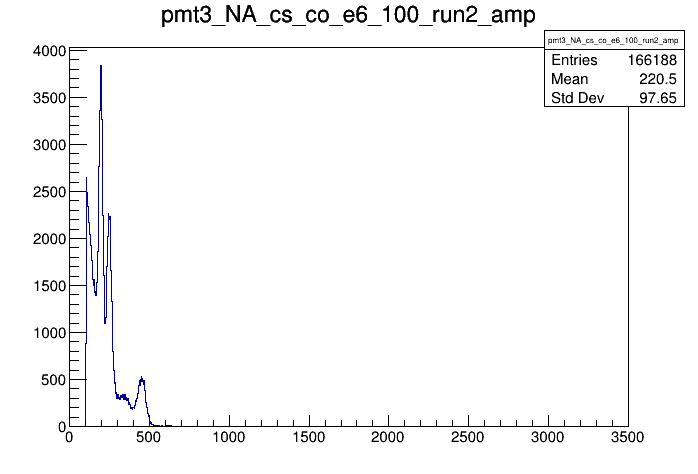 pmt3_NA_cs_co_e6_100_run2_amp
pmt3_NA_cs_co_e6_100_run2_amp
Entries 166188
Mean 220.5
Std Dev 97.65
4000
3500
3000
2500
2000
1500
1000
500
0
0 500 1000 1500 2000 2500 3000 3500